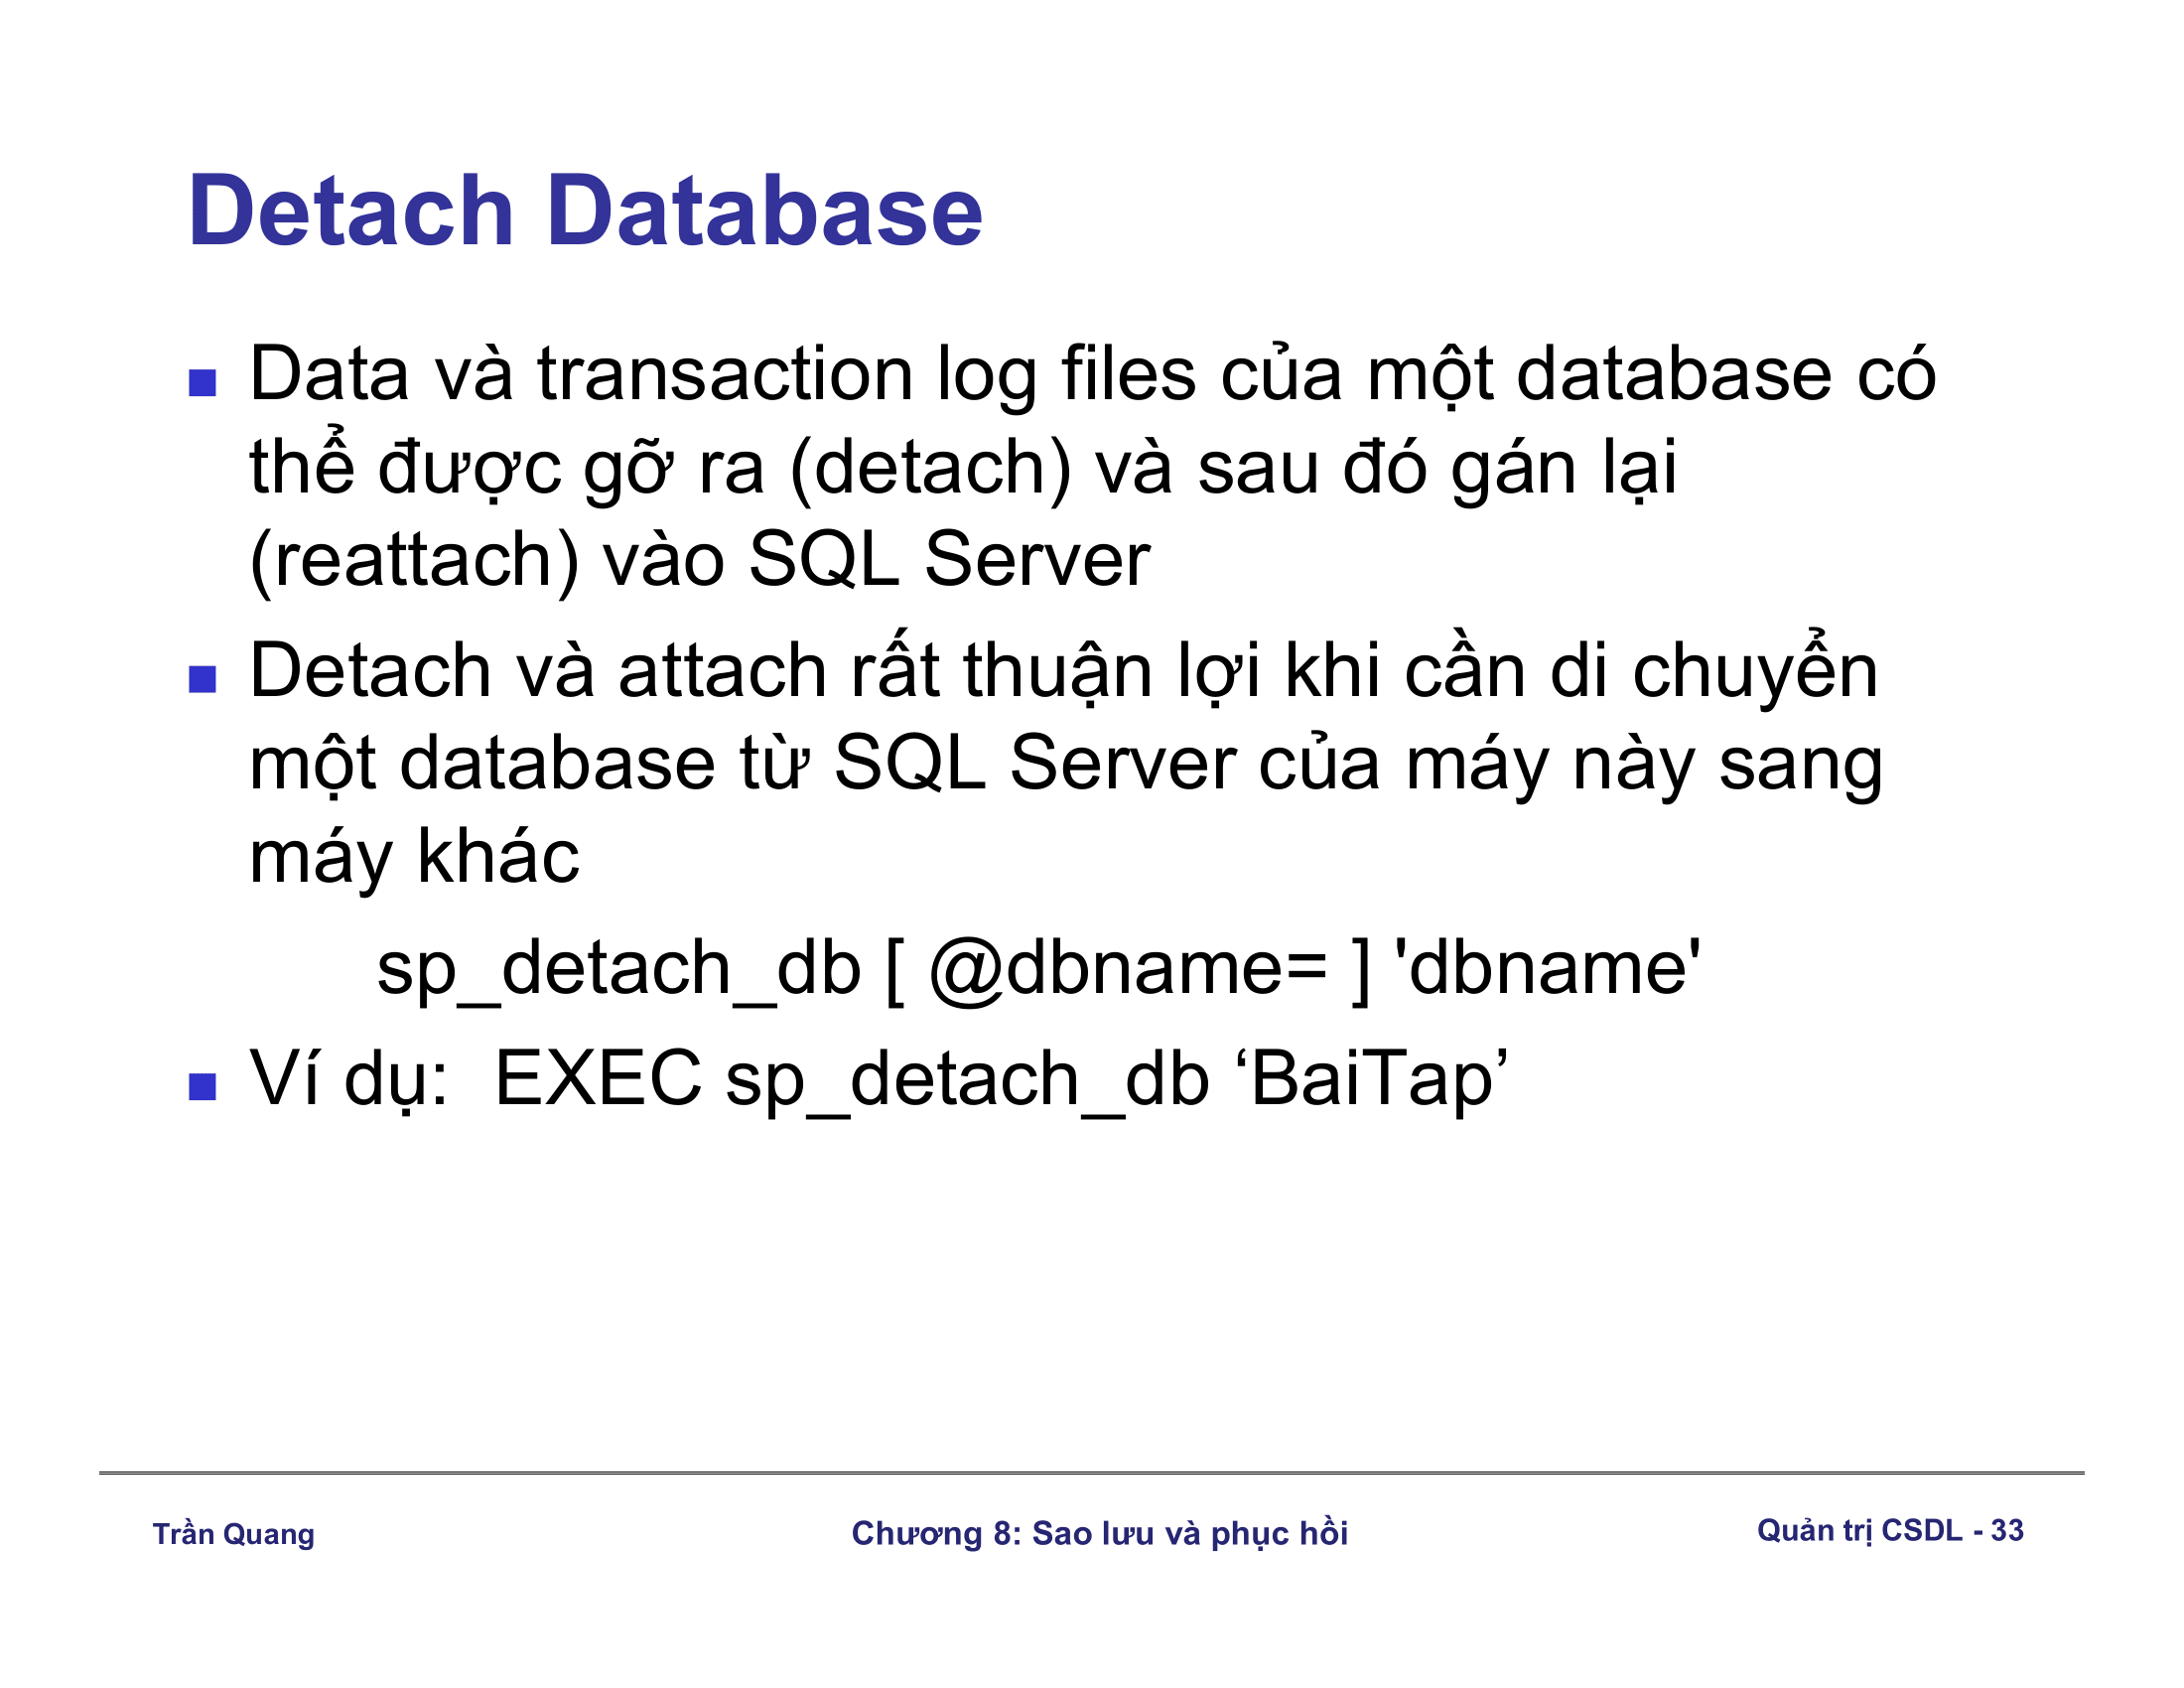 Detach Database
Data và transaction log files của một database có
thể được gỡ ra (detach) và sau đó gán lại
(reattach) vào SQL Server
Detach và attach rất thuận lợi khi cần di chuyển
một database từ SQL Server của máy này sang
máy khác
sp_detach_db [ @dbname= ] 'dbname'
Ví dụ:  EXEC sp_detach_db ‘BaiTap’
Trần Quang
Chương 8: Sao lưu và phục hồi
Quản trị CSDL - 33